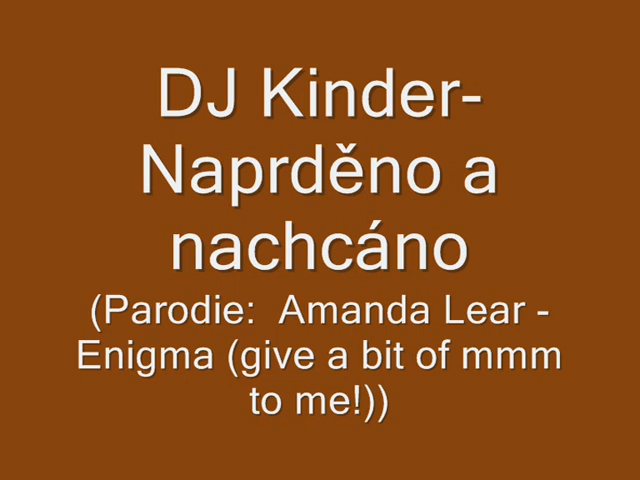 DJ Kinder-
Naprděno a
nachcáno
(Parodie:  Amanda Lear -
Enigma (give a bit of mmm
to me!))